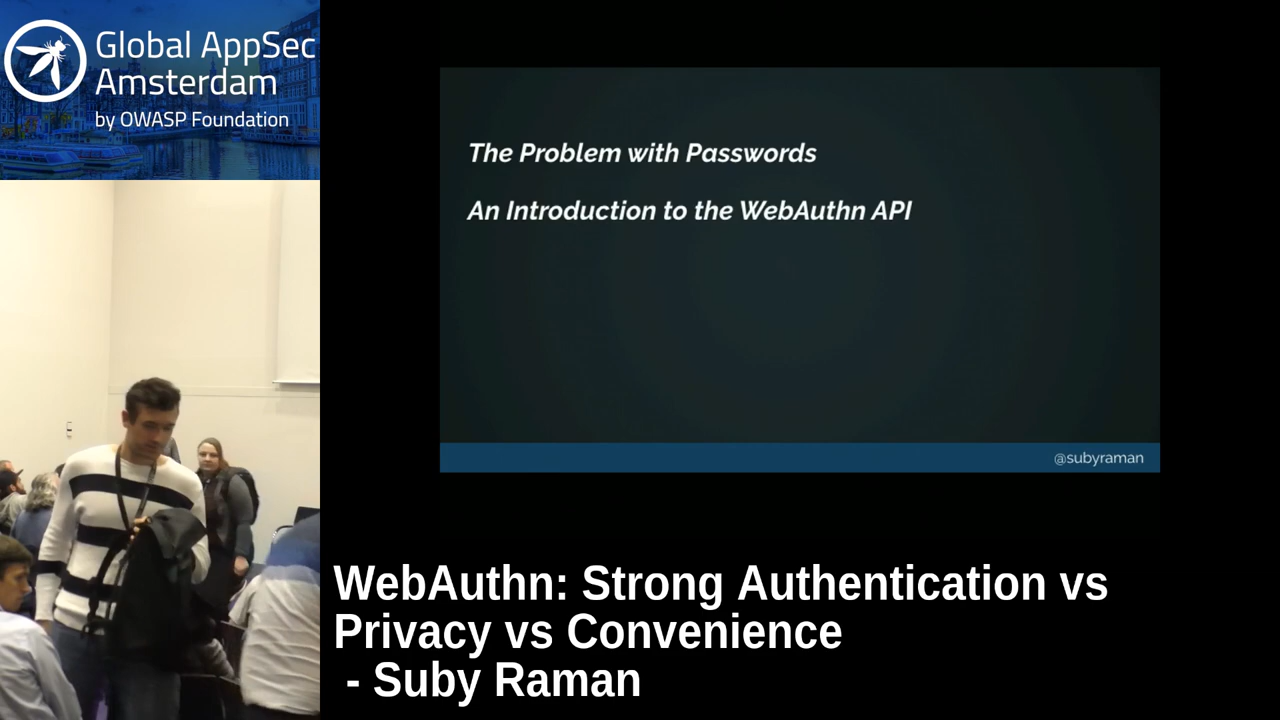 Global AppSec
Amsterdam
by OWASP Foundation
The Problem with Passwords
An Introduction to the WebAuthn API
@subyraman
WebAuthn: Strong Authentication vs
Privacy vs Convenience
- Suby Raman